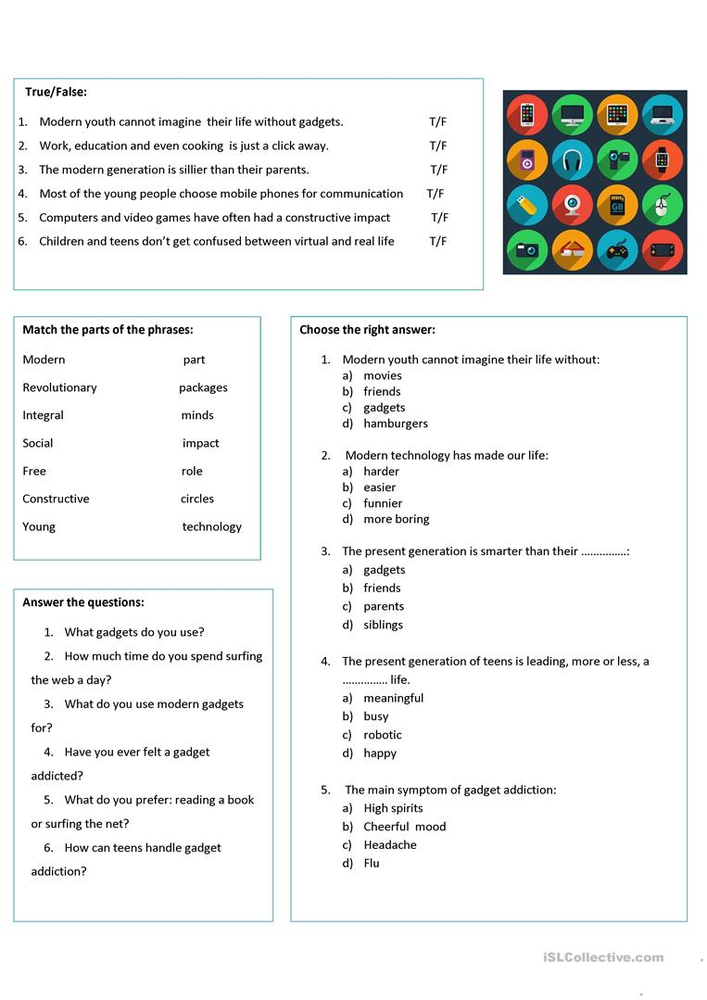 True/False:
1. Modern youth cannot imagine their life without gadgets. T/F
2. Work, education and even cooking is just a click away. T/F
3. The modern generation is sillier than their parents. T/F
4. Most of the young people choose mobile phones for communication T/F
5. Computers and video games have often had a constructive impact T/F
6. Children and teens don't get confused between virtual and real life T/F
GB
Match the parts of the phrases:
Modern part
Revolutionary packages
Integral minds
Social impact
Free role
Constructive circles
Young technology
Answer the questions:
1. What gadgets do you use?
2. How much time do you spend surfing
the web a day?
3. What do you use modern gadgets
for?
4. Have you ever felt a gadget
addicted?
5. What do you prefer: reading a book
or surfing the net?
6. How can teens handle gadget
addiction?
Choose the right answer:
1. Modern youth cannot imagine their life without:
a) movies
b) friends
c) gadgets
d) hamburgers
2. Modern technology has made our life:
a) harder
b) easier
c) funnier
d) more boring
3. The present generation is smarter than their ...............:
a) gadgets
b) friends
c) parents
d) siblings
4. The present generation of teens is leading, more or less, a
............... life.
a) meaningful
b) busy
c) robotic
d) happy
5. The main symptom of gadget addiction:
a) High spirits
b) Cheerful mood
c) Headache
d) Flu
iSLCollective.com